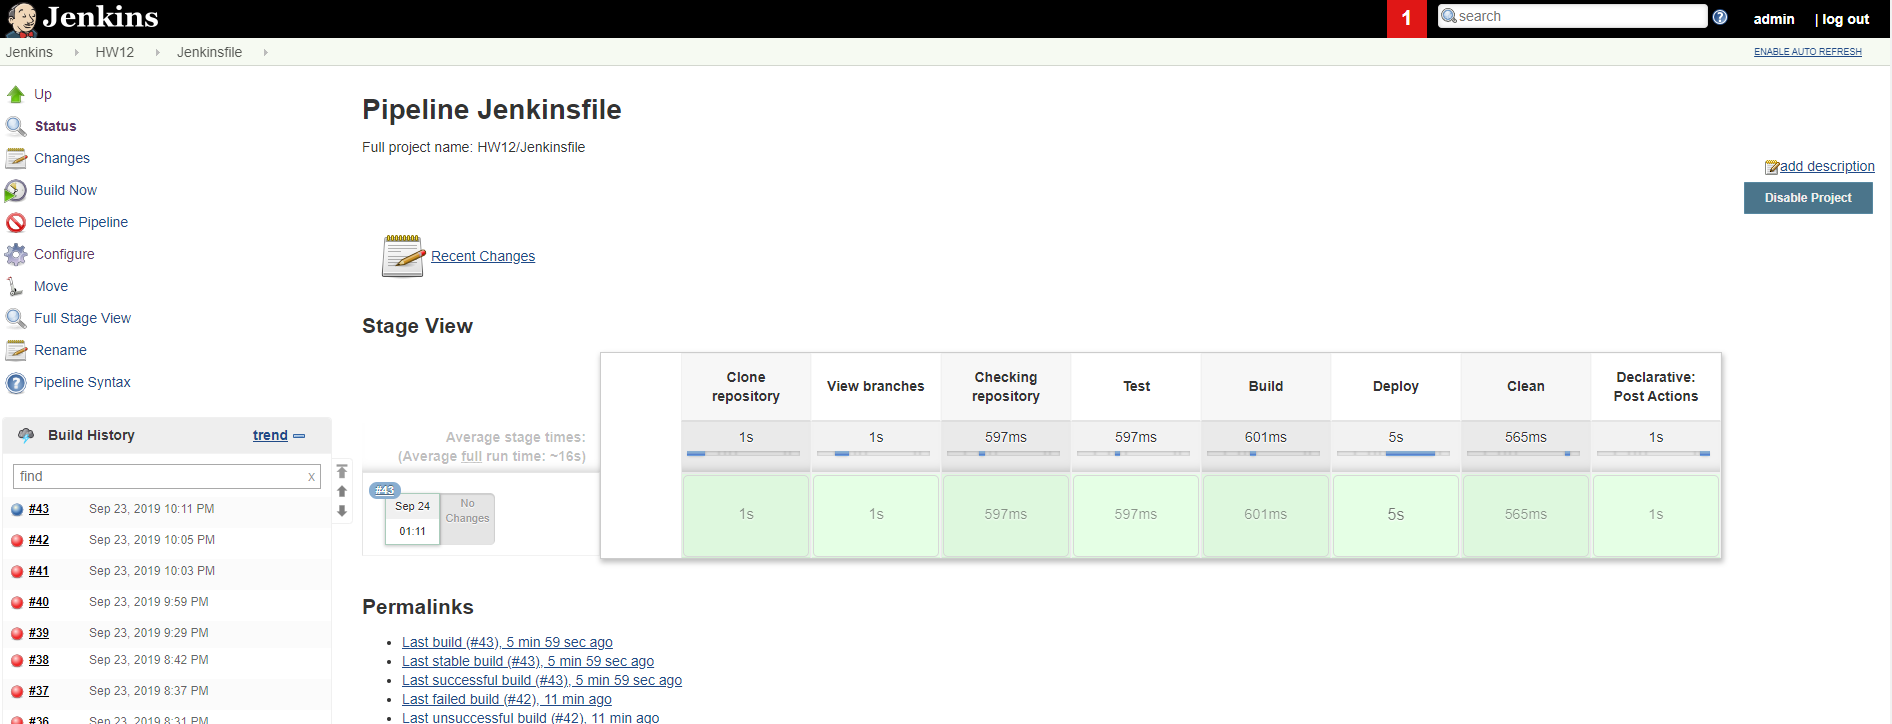 Jenkins
1
search
admin
| log out
Jenkins
HW12
Jenkinsfile
ENABLE AUTO REFRESH
Up
Status
Changes
Build Now
Delete Pipeline
Configure
Move
Full Stage View
Rename
Pipeline Syntax
Build History
trend
find
x
#43 Sep 23, 2019 10:11 PM
#42 Sep 23, 2019 10:05 PM
#41 Sep 23, 2019 10:03 PM
#40 Sep 23, 2019 9:59 PM
#39 Sep 23, 2019 9:29 PM
#38 Sep 23, 2019 8:42 PM
#37 Sep 23, 2019 8:37 PM
#36 Sep 23, 2019 8:31 PM
Pipeline Jenkinsfile
Full project name: HW12/Jenkinsfile
add description
Disable Project
Recent Changes
Stage View
Clone
repository
View branches
Checking
repository
Test
Build
Deploy
Clean
Declarative:
Post Actions
Average stage times:
(Average full run time: ~16s)
1s 1s 597ms 597ms 601ms 5s 565ms 1s
#43
Sep 24
01:11
No
Changes
1s 1s 597ms 597ms 601ms 5s 565ms 1s
Permalinks
Last build (#43), 5 min 59 sec ago
Last stable build (#43), 5 min 59 sec ago
Last successful build (#43), 5 min 59 sec ago
Last failed build (#42), 11 min ago
Last unsuccessful build (#42), 11 min ago